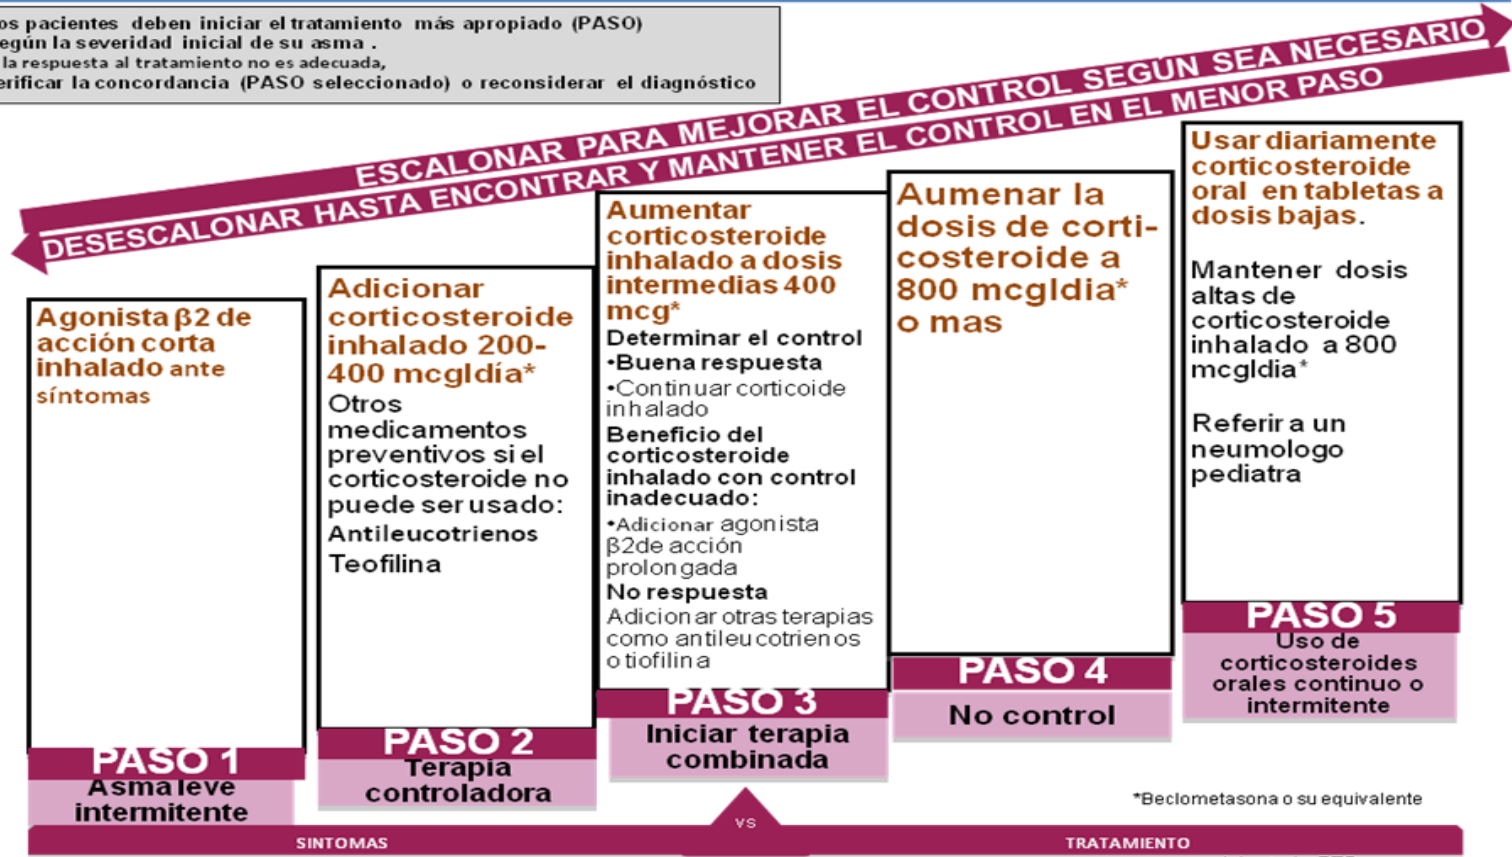 os pacientes deben iniciar el tratamiento más apropiado (PASO)
egún la severidad inicial de su asma .
la respuesta al tratamiento no es adecuada,
erificar la concordancia (PASO seleccionado) o reconsiderar el diagnóstico
ESCALONAR PARA MEJORAR EL CONTROL SEGÚN SEA NECESARIO
DESESCALONAR HASTA ENCONTRAR Y MANTENER EL CONTROL EN EL MENOR PASO
Agonista β2 de
acción corta
inhalado ante
síntomas
PASO 1
Asma leve
intermitente
Adicionar
corticosteroide
inhalado 200-
400 mcgldía*
Otros
medicamentos
preventivos si el
corticosteroide no
puede ser usado:
Antileucotrienos
Teofilina
PASO 2
Terapia
controladora
Aumentar
corticosteroide
inhalado a dosis
intermedias 400
mcg*
Determinar el control
•Buena respuesta
•Continuar corticoide
inhalado
Beneficio del
corticosteroide
inhalado con control
inadecuado:
•Adicionar agonista
β2de acción
prolongada
No respuesta
Adicionar otras terapias
como antileucotrienos
o tiofilina
PASO 3
Iniciar terapia
combinada
Aumenar la
dosis de corti-
costeroide a
800 mcgldia*
o mas
PASO 4
No control
Usar diariamente
corticosteroide
oral en tabletas a
dosis bajas.
Mantener dosis
altas de
corticosteroide
inhalado a 800
mcgldia*
Referir a un
neumologo
pediatra
PASO 5
Uso de
corticosteroides
orales continuo o
intermitente
*Beclometasona o su equivalente
SINTOMAS
vs
TRATAMIENTO